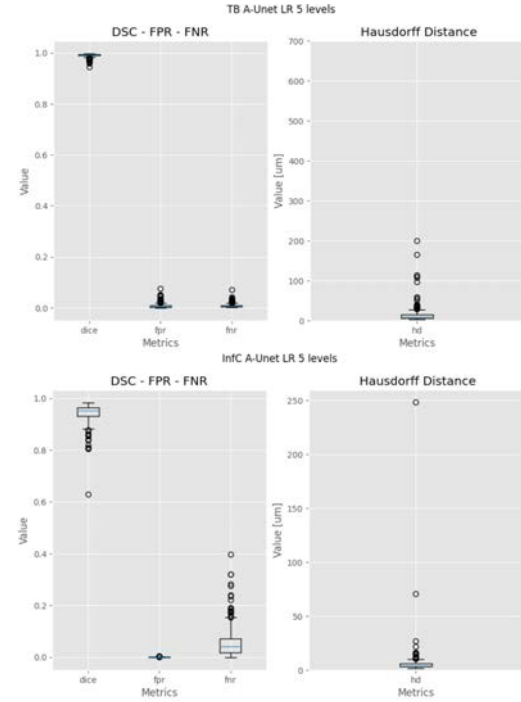 TB A-Unet LR 5 levels
DSC - FPR - FNR
Hausdorff Distance
1.0
0.8
0.6
0.4
0.2
0.0
Value
dice
fpr
fnr
Metrics
700
600
500
400
300
200
100
0
Value [um]
hd
Metrics
InfC A-Unet LR 5 levels
DSC - FPR - FNR
Hausdorff Distance
1.0
0.8
0.6
0.4
0.2
0.0
Value
dice
fpr
fnr
Metrics
250
200
150
100
50
0
Value [um]
hd
Metrics